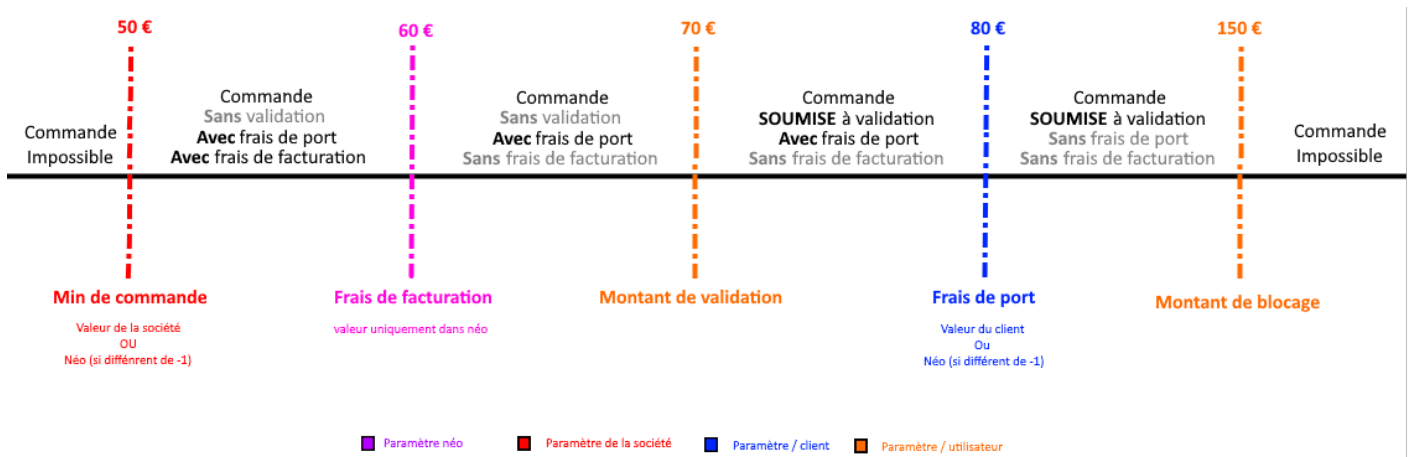 50 €
60 €
70 €
80 €
150 €
Commande
Impossible
Commande
Sans validation
Avec frais de port
Avec frais de facturation
Commande
Sans validation
Avec frais de port
Sans frais de facturation
Commande
SOUMISE à validation
Avec frais de port
Sans frais de facturation
Commande
SOUMISE à validation
Sans frais de port
Sans frais de facturation
Commande
Impossible
Min de commande
Valeur de la société
OU
Néo (si différnrent de -1)
Frais de facturation
valeur uniquement dans néo
Montant de validation
Frais de port
Valeur du client
Ou
Néo (si différent de -1)
Montant de blocage
Paramètre néo
Paramètre de la société
Paramètre / client
Paramètre / utilisateur